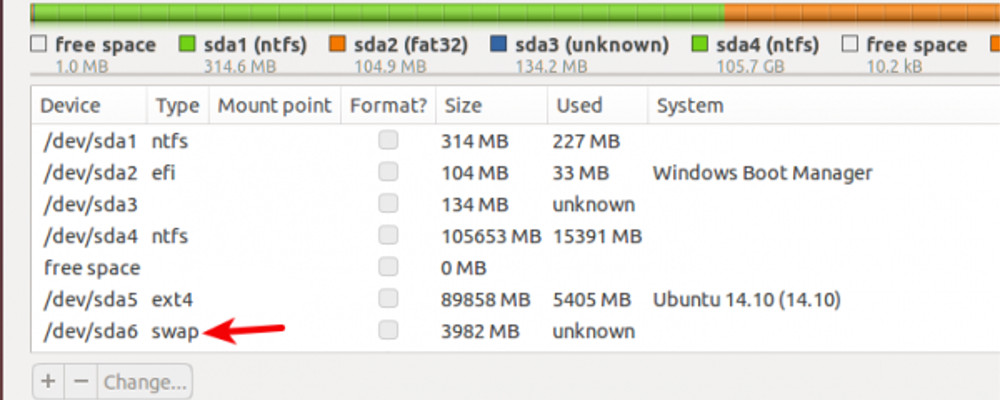 free space sda1 (ntfs) sda2 (fat32) sda3 (unknown) sda4 (ntfs) free space
1.0 MB 314.6 MB 104.9 MB 134.2 MB 105.7 GB 10.2 kB
Device Type Mount point Format? Size Used System
/dev/sda1 ntfs 314 MB 227 MB
/dev/sda2 efi 104 MB 33 MB Windows Boot Manager
/dev/sda3 134 MB unknown
/dev/sda4 ntfs 105653 MB 15391 MB
free space 0 MB
/dev/sda5 ext4 89858 MB 5405 MB Ubuntu 14.10 (14.10)
/dev/sda6 swap 3982 MB unknown
+ − Change...